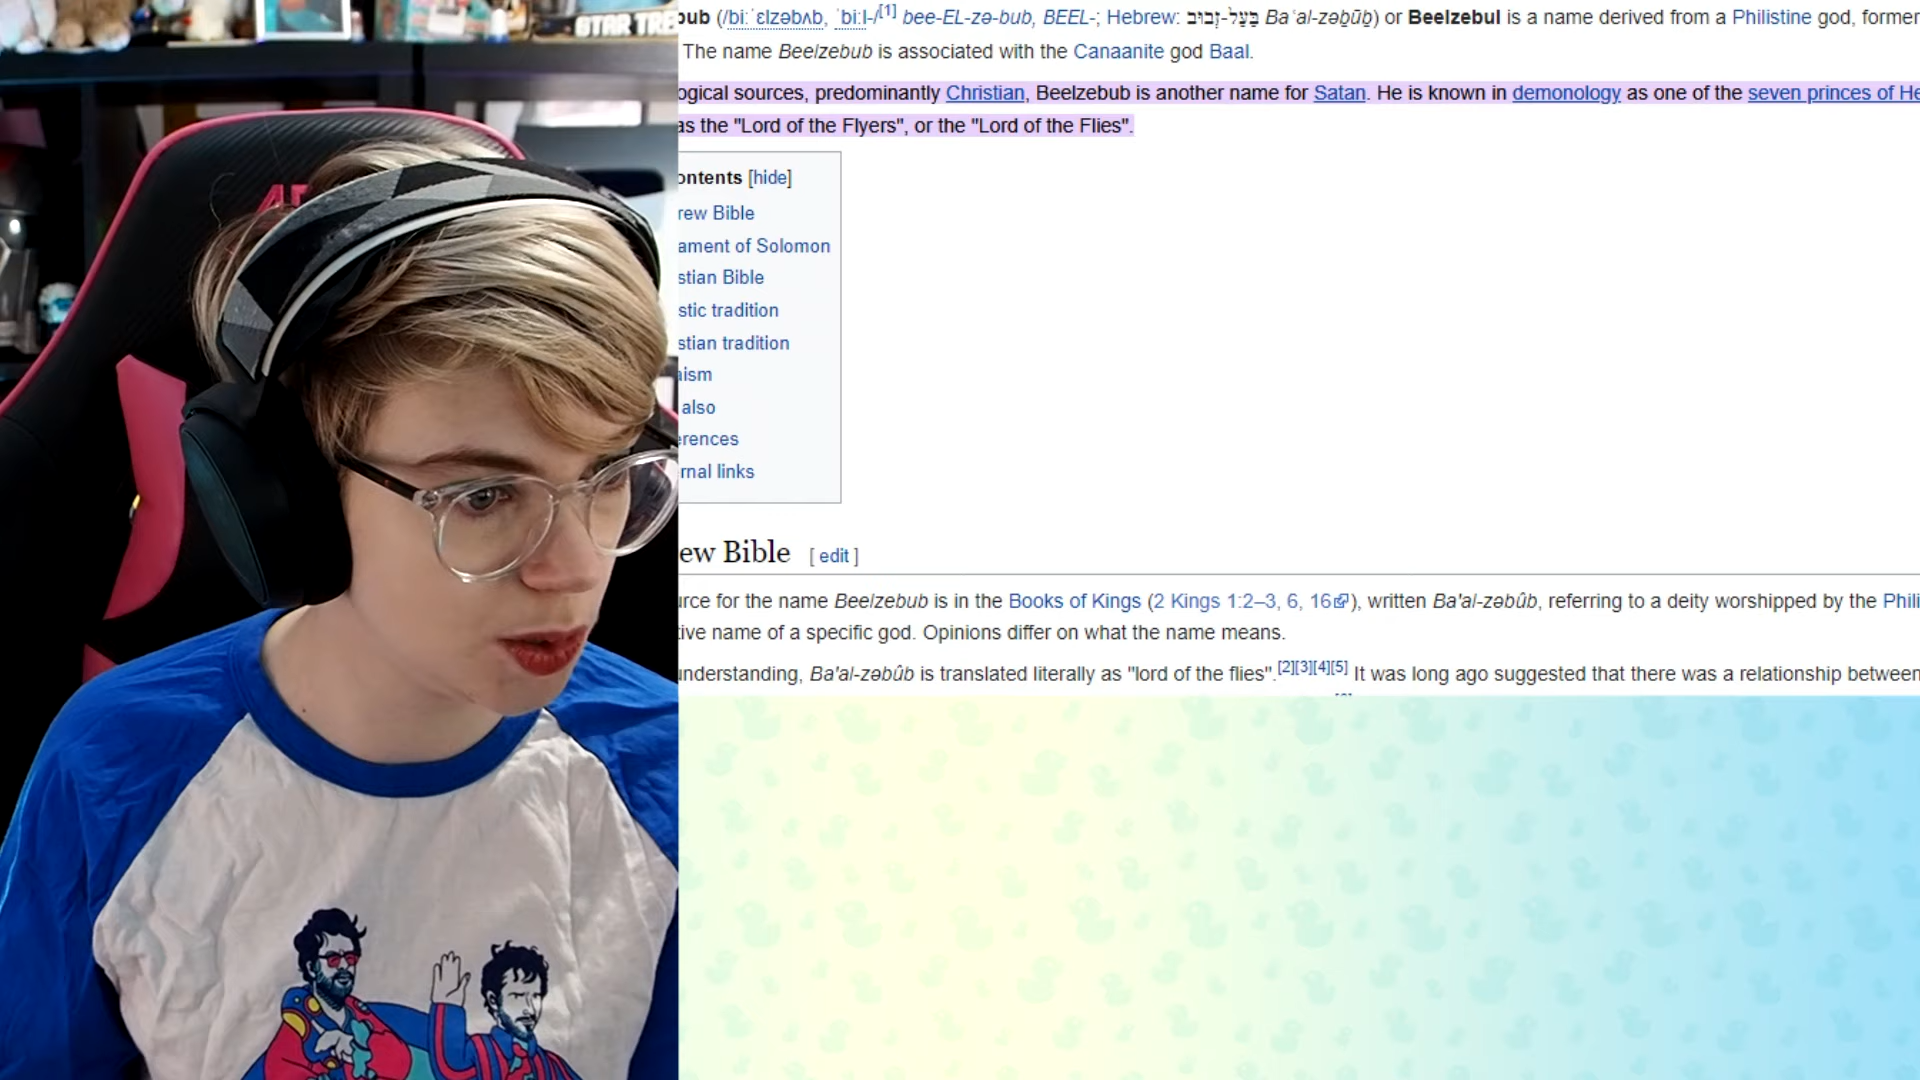 STAR TRE
bub (/biːˈɛlzəbʌb, ˈbiːl-/[1] bee-EL-zə-bub, BEEL-; Hebrew: בַּעַל-זְבוּב Baʿal-zəḇūḇ) or Beelzebul is a name derived from a Philistine god, former
The name Beelzebub is associated with the Canaanite god Baal.
ogical sources, predominantly Christian, Beelzebub is another name for Satan. He is known in demonology as one of the seven princes of He
as the "Lord of the Flyers", or the "Lord of the Flies".
ontents [hide]
rew Bible
ament of Solomon
stian Bible
stic tradition
stian tradition
aism
also
erences
rnal links
ew Bible [ edit ]
urce for the name Beelzebub is in the Books of Kings (2 Kings 1:2–3, 6, 16), written Ba'al-zəbûb, referring to a deity worshipped by the Phili
tive name of a specific god. Opinions differ on what the name means.
understanding, Ba'al-zəbûb is translated literally as "lord of the flies".[2][3][4][5] It was long ago suggested that there was a relationship between